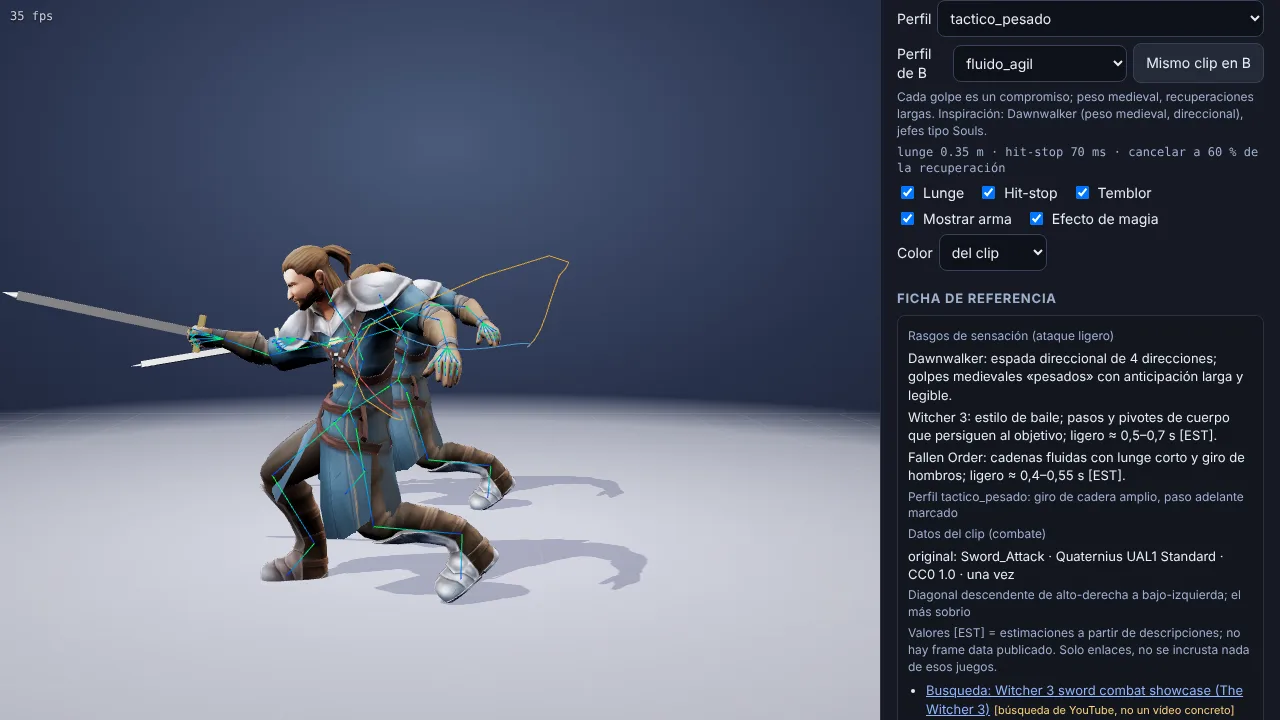 35 fps
Perfil
tactico_pesado
Perfil
de B
fluido_agil
Mismo clip en B
Cada golpe es un compromiso; peso medieval, recuperaciones
largas. Inspiración: Dawnwalker (peso medieval, direccional),
jefes tipo Souls.
lunge 0.35 m · hit-stop 70 ms · cancelar a 60 % de
la recuperación
Lunge Hit-stop Temblor
Mostrar arma Efecto de magia
Color del clip
FICHA DE REFERENCIA
Rasgos de sensación (ataque ligero)
Dawnwalker: espada direccional de 4 direcciones;
golpes medievales «pesados» con anticipación larga y
legible.
Witcher 3: estilo de baile; pasos y pivotes de cuerpo
que persiguen al objetivo; ligero ≈ 0,5–0,7 s [EST].
Fallen Order: cadenas fluidas con lunge corto y giro de
hombros; ligero ≈ 0,4–0,55 s [EST].
Perfil tactico_pesado: giro de cadera amplio, paso adelante
marcado
Datos del clip (combate)
original: Sword_Attack · Quaternius UAL1 Standard ·
CC0 1.0 · una vez
Diagonal descendente de alto-derecha a bajo-izquierda; el
más sobrio
Valores [EST] = estimaciones a partir de descripciones; no
hay frame data publicado. Solo enlaces, no se incrusta nada
de esos juegos.
• Busqueda: Witcher 3 sword combat showcase (The
Witcher 3) [búsqueda de YouTube, no un vídeo concreto]